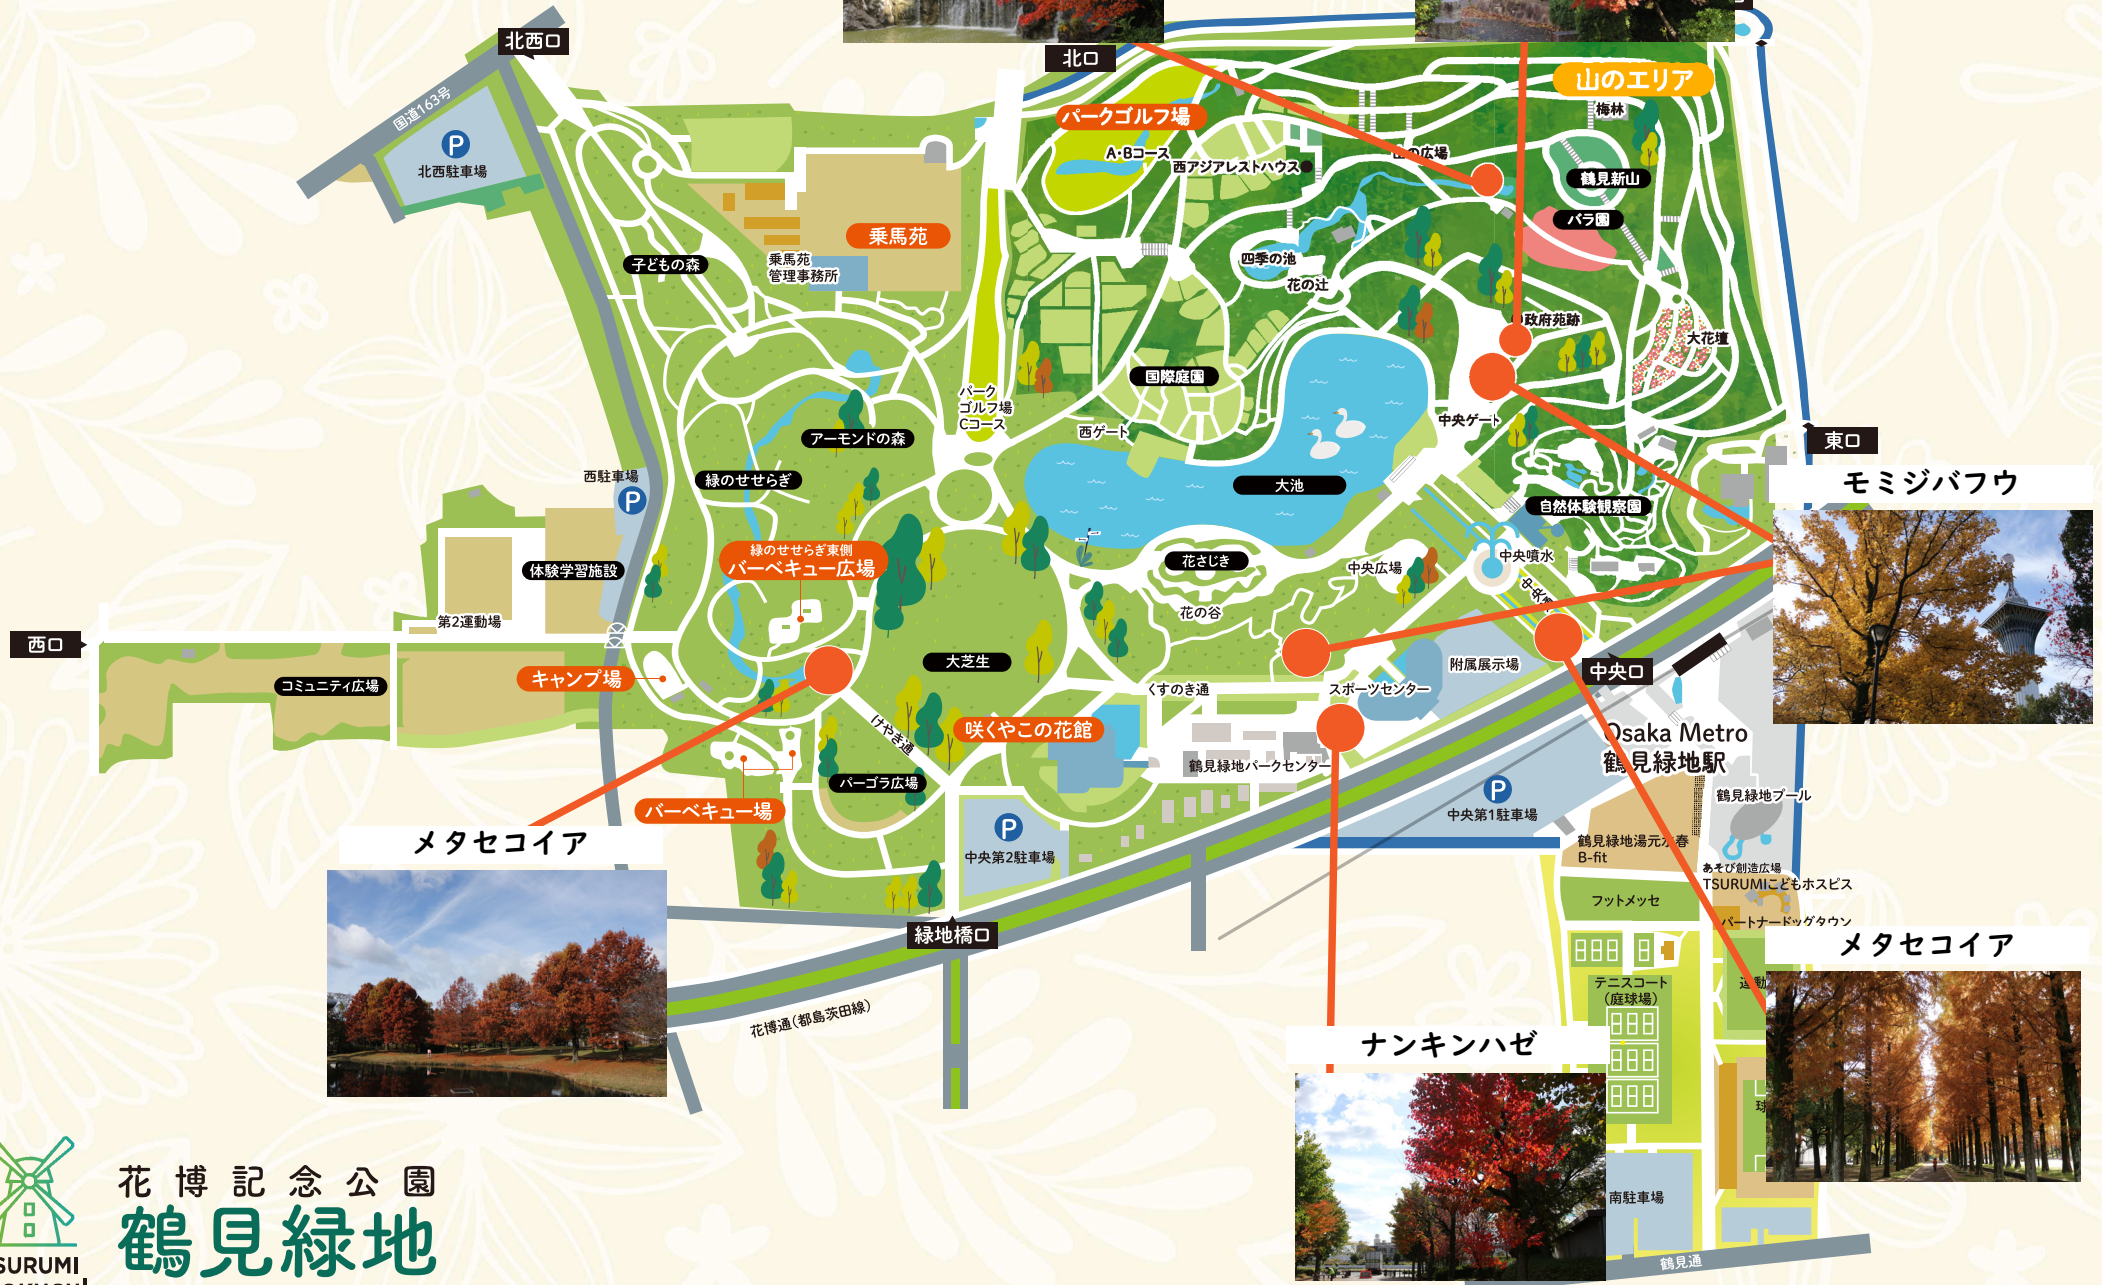 北西口
北口
国道163号
北西駐車場
山のエリア
梅林
パークゴルフ場
A・Bコース
西アジアレストハウス
山の広場
鶴見新山
バラ園
乗馬苑
乗馬苑
管理事務所
子どもの森
四季の池
花の辻
政府苑跡
大花壇
国際庭園
パーク
ゴルフ場
Cコース
西ゲート
中央ゲート
アーモンドの森
緑のせせらぎ
西駐車場
大池
東口
モミジバフウ
自然体験観察園
体験学習施設
緑のせせらぎ東側
バーベキュー広場
花さじき
中央広場
中央噴水
花の谷
第2運動場
西口
大芝生
附属展示場
中央口
キャンプ場
コミュニティ広場
くすのき通
スポーツセンター
けやき通
咲くやこの花館
Osaka Metro
鶴見緑地駅
鶴見緑地パークセンター
パーゴラ広場
バーベキュー場
中央第1駐車場
鶴見緑地プール
メタセコイア
中央第2駐車場
鶴見緑地湯元水春
B-fit
あそび創造広場
TSURUMIこどもホスピス
フットメッセ
パートナードッグタウン
緑地橋口
メタセコイア
テニスコート
(庭球場)
花博通(都島茨田線)
ナンキンハゼ
南駐車場
鶴見通
花博記念公園
鶴見緑地